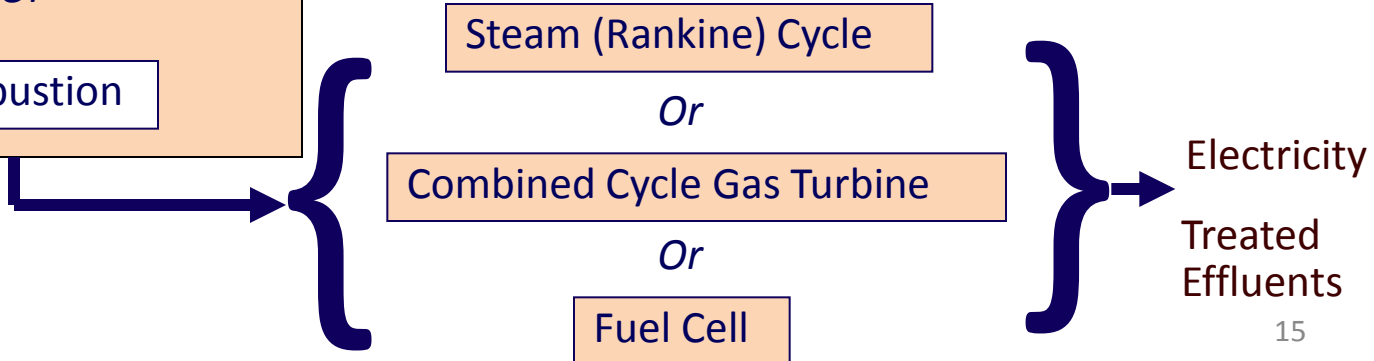 Steam (Rankine) Cycle
Or
Combined Cycle Gas Turbine
Or
Fuel Cell
Electricity
Treated
Effluents
15